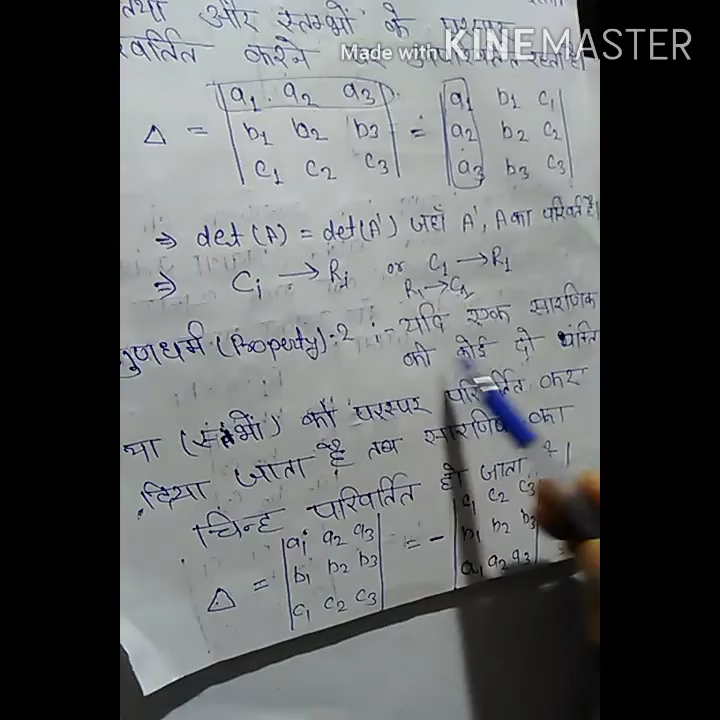 तथा और स्तम्भों के परस्पर
करने
Made with KINEMASTER
Δ = | a1 . a2 a3 | = | a1 b1 c1 |
| b1 b2 b3 | | a2 b2 c2 |
| c1 c2 c3 | | a3 b3 c3 |
⇒ det(A) = det(A') जहाँ A', A का परिवर्त है।
⇒ Ci → Ri or C1 → R1
R1 → C1
गुणधर्म (Property):2 :- यदि एक सारणिक
की कोई दो पंक्ति
या (स्तंभों) को परस्पर परिवर्तित कर
दिया जाता है तब सारणिक का
चिन्ह परिवर्तित हो जाता है।
Δ = | a1 a2 a3 | = - | c1 c2 c3 |
| b1 b2 b3 | | b1 b2 b3 |
| c1 c2 c3 | | a1 a2 a3 |